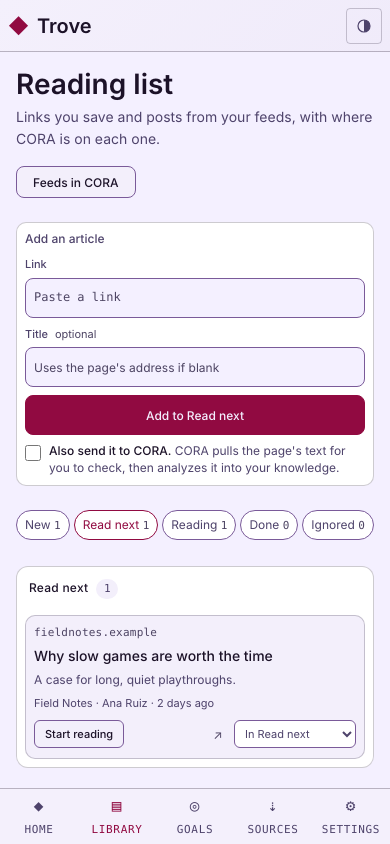 Trove
Reading list
Links you save and posts from your feeds, with where
CORA is on each one.
Feeds in CORA
Add an article
Link
Paste a link
Title optional
Uses the page's address if blank
Add to Read next
Also send it to CORA. CORA pulls the page's text for
you to check, then analyzes it into your knowledge.
New 1 Read next 1 Reading 1 Done 0 Ignored 0
Read next 1
fieldnotes.example
Why slow games are worth the time
A case for long, quiet playthroughs.
Field Notes · Ana Ruiz · 2 days ago
Start reading ↗ In Read next
HOME LIBRARY GOALS SOURCES SETTINGS